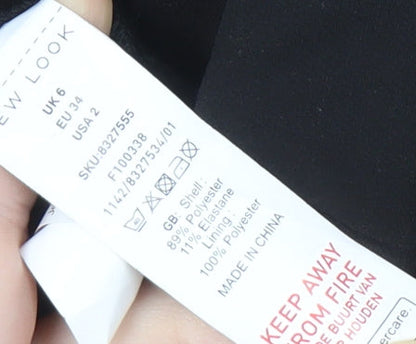 EW LOOK
UK 6
EU 34
USA 2
SKU:8327555
F100338
1142/8327534/01
GB: Shell:
89% Polyester
11% Elastane
Lining:
100% Polyester
MADE IN CHINA
KEEP AWAY
FROM FIRE
DE BUURT VAN
HOUDEN
ercare.